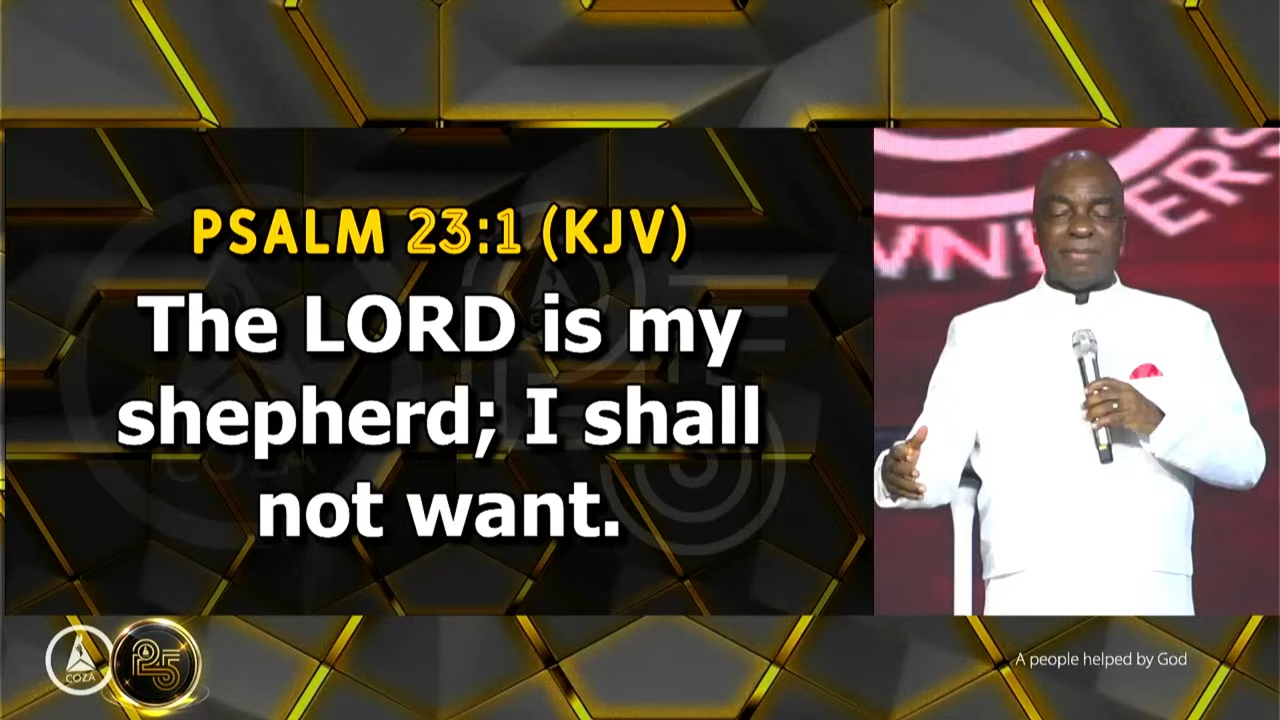 PSALM 23:1 (KJV)
The LORD is my
shepherd; I shall
not want.
COZA
25
A people helped by God